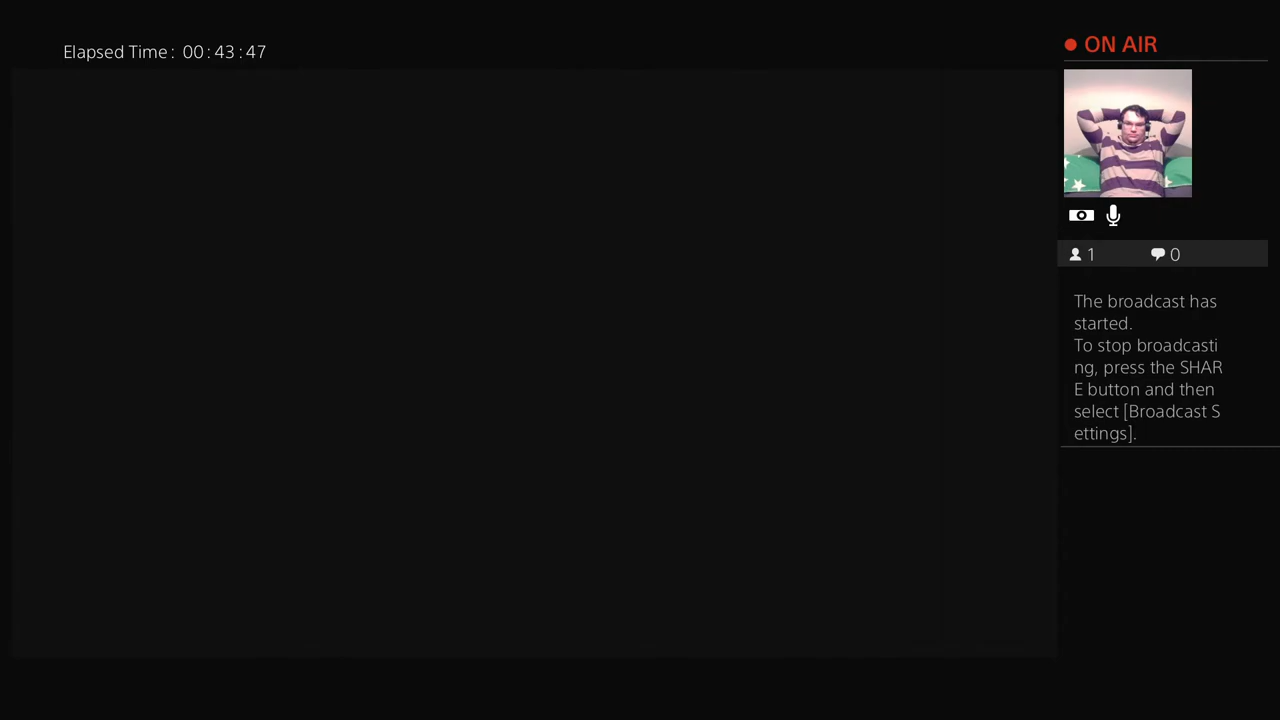 Elapsed Time: 00:43:47
ON AIR
1 0
The broadcast has
started.
To stop broadcasti
ng, press the SHAR
E button and then
select [Broadcast S
ettings].